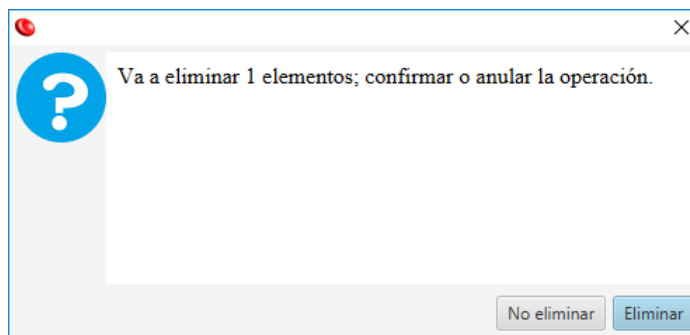 Va a eliminar 1 elementos; confirmar o anular la operación.
No eliminar
Eliminar